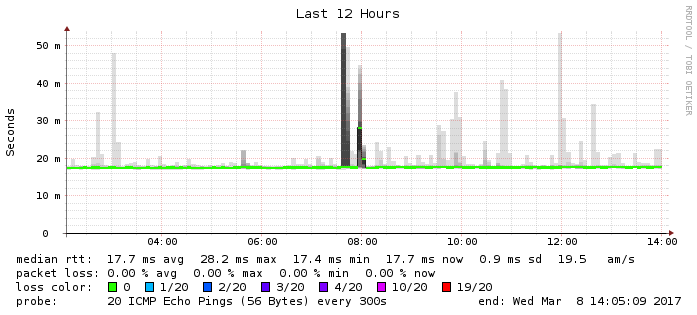 Last 12 Hours
RRDTOOL / TOBI OETIKER
Seconds
50 m
40 m
30 m
20 m
10 m
0
04:00 06:00 08:00 10:00 12:00 14:00
median rtt: 17.7 ms avg 28.2 ms max 17.4 ms min 17.7 ms now 0.9 ms sd 19.5 am/s
packet loss: 0.00 % avg 0.00 % max 0.00 % min 0.00 % now
loss color: 0 1/20 2/20 3/20 4/20 10/20 19/20
probe: 20 ICMP Echo Pings (56 Bytes) every 300s end: Wed Mar 8 14:05:09 2017